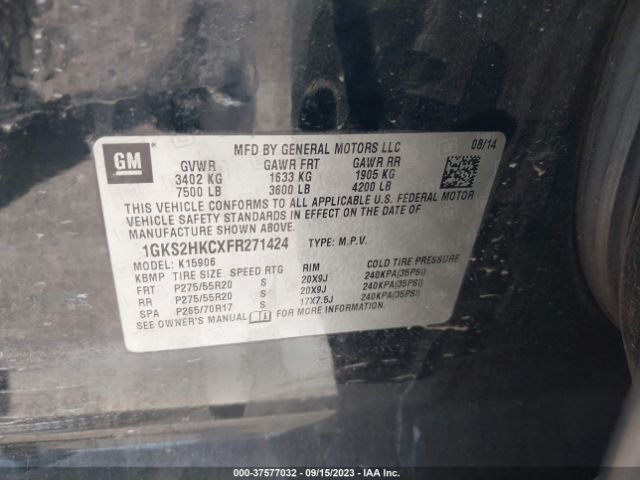 MFD BY GENERAL MOTORS LLC 08/14
GM
GVWR GAWR FRT GAWR RR
3402 KG 1633 KG 1905 KG
7500 LB 3600 LB 4200 LB
THIS VEHICLE CONFORMS TO ALL APPLICABLE U.S. FEDERAL MOTOR
VEHICLE SAFETY STANDARDS IN EFFECT ON THE DATE OF
MANUFACTURE SHOWN ABOVE.
1GKS2HKCXFR271424 TYPE: M.P.V.
MODEL: K15906
KBMP TIRE SIZE SPEED RTG RIM COLD TIRE PRESSURE
FRT P275/55R20 S 20X9J 240KPA(35PSI)
RR P275/55R20 S 20X9J 240KPA(35PSI)
SPA P265/70R17 S 17X7.5J 240KPA(35PSI)
SEE OWNER'S MANUAL
000-37577032 - 09/15/2023 - IAA Inc.